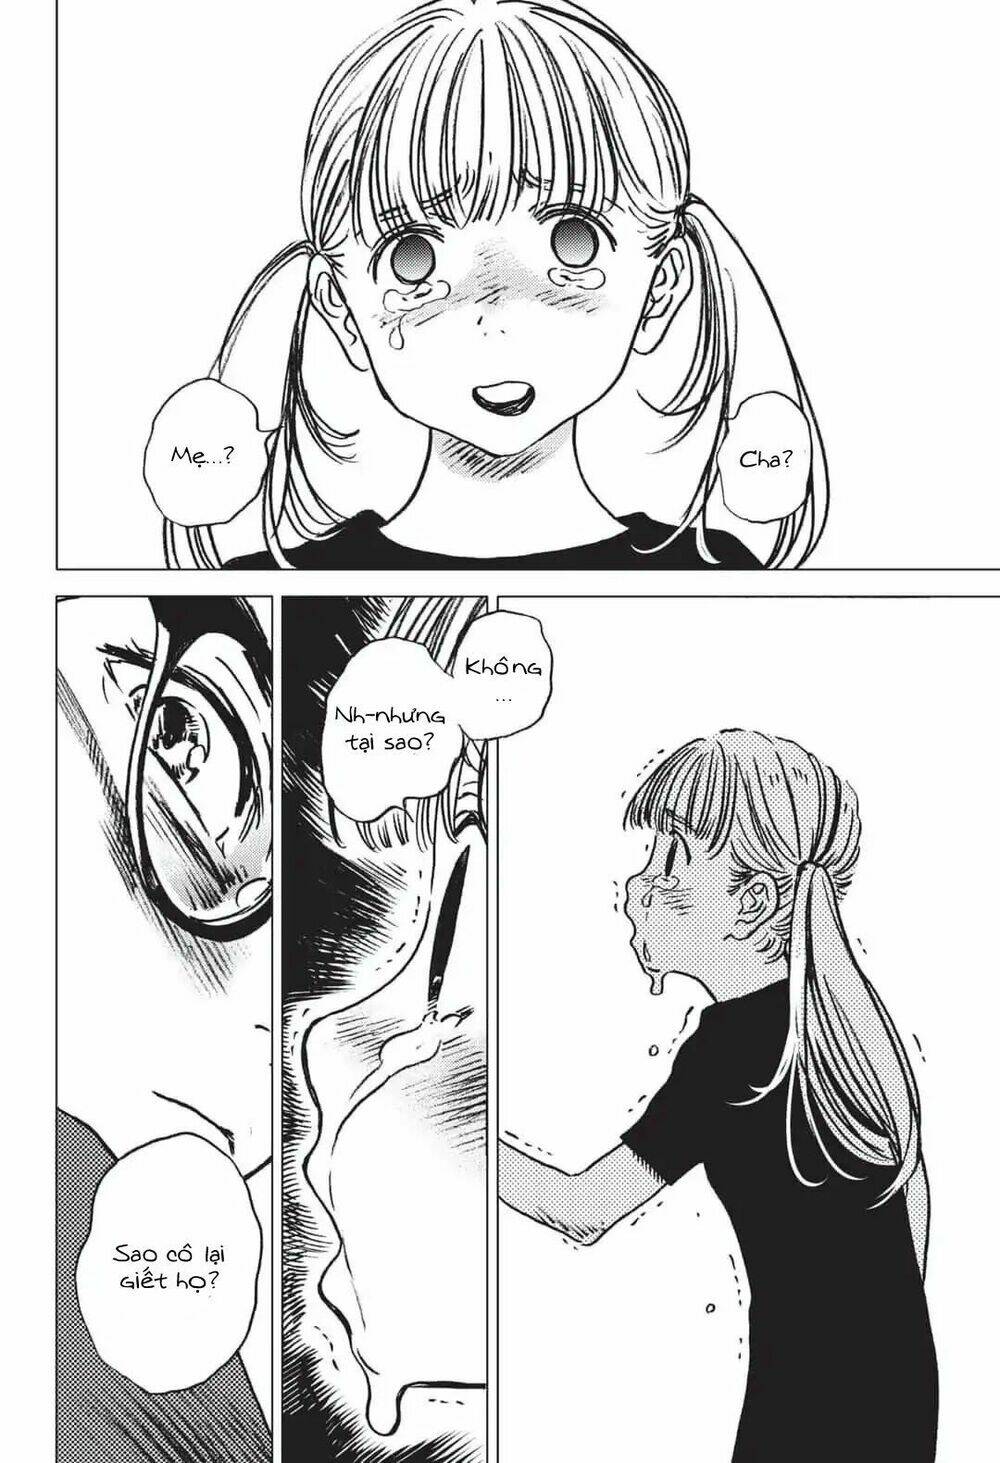 Cha?
Mẹ...?
Không
...
Nh-nhưng
tại sao?
Sao cô lại
giết họ?